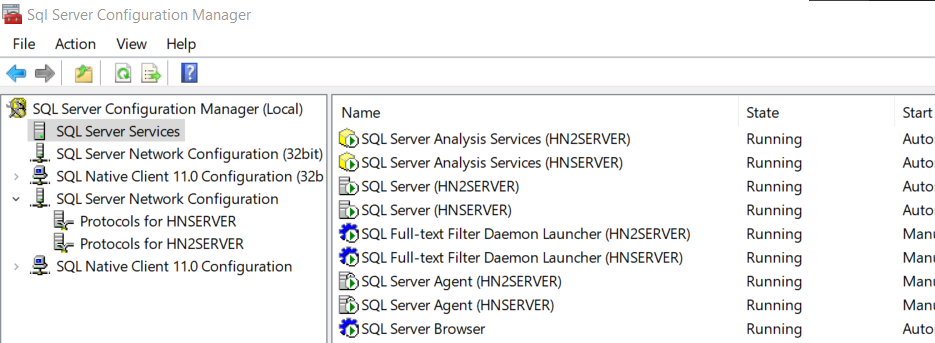 Sql Server Configuration Manager
File Action View Help
SQL Server Configuration Manager (Local)
SQL Server Services
SQL Server Network Configuration (32bit)
SQL Native Client 11.0 Configuration (32b
SQL Server Network Configuration
Protocols for HNSERVER
Protocols for HN2SERVER
SQL Native Client 11.0 Configuration
Name State Start
SQL Server Analysis Services (HN2SERVER) Running Auto
SQL Server Analysis Services (HNSERVER) Running Auto
SQL Server (HN2SERVER) Running Auto
SQL Server (HNSERVER) Running Auto
SQL Full-text Filter Daemon Launcher (HN2SERVER) Running Manu
SQL Full-text Filter Daemon Launcher (HNSERVER) Running Manu
SQL Server Agent (HN2SERVER) Running Manu
SQL Server Agent (HNSERVER) Running Manu
SQL Server Browser Running Auto